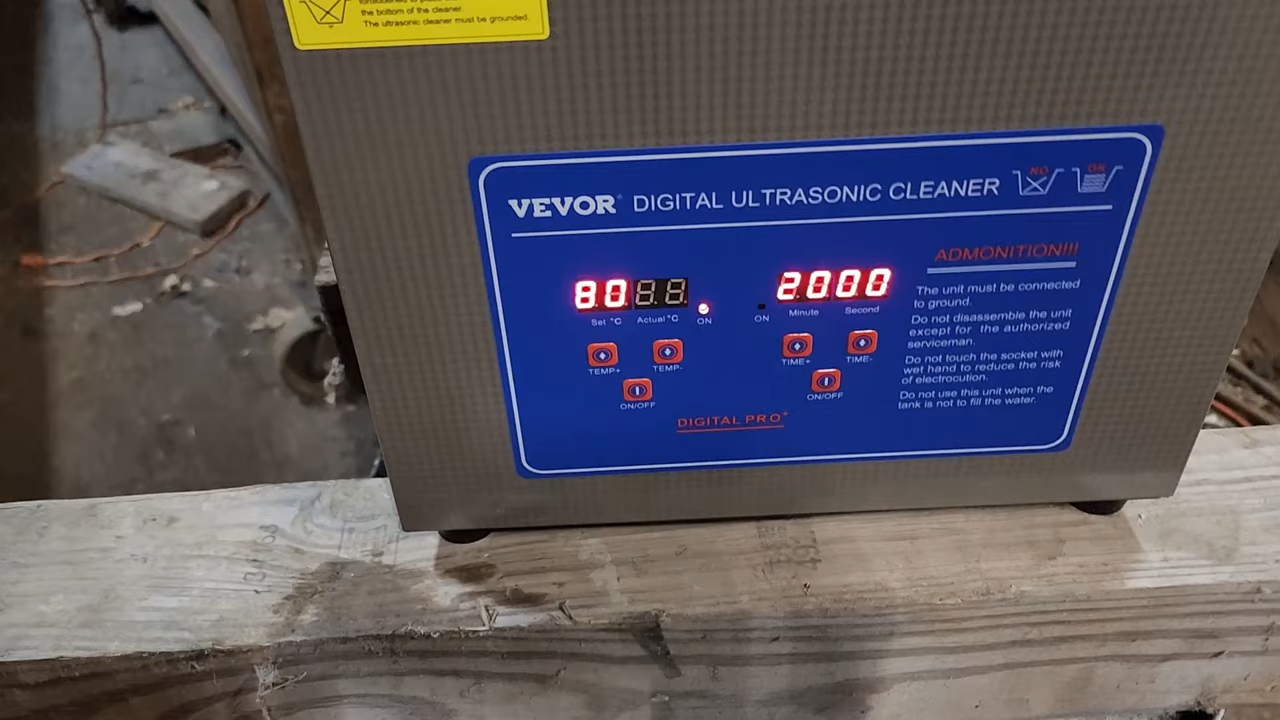 the bottom of the cleaner.
The ultrasonic cleaner must be grounded.
VEVOR® DIGITAL ULTRASONIC CLEANER
NO
OK
ADMONITION!!!
80
2000
Set °C
Actual °C
ON
ON
Minute
Second
The unit must be connected
to ground.
Do not disassemble the unit
except for the authorized
serviceman.
Do not touch the socket with
wet hand to reduce the risk
of electrocution.
Do not use this unit when the
tank is not to fill the water.
TEMP+
TEMP-
TIME+
TIME-
ON/OFF
ON/OFF
DIGITAL PRO+